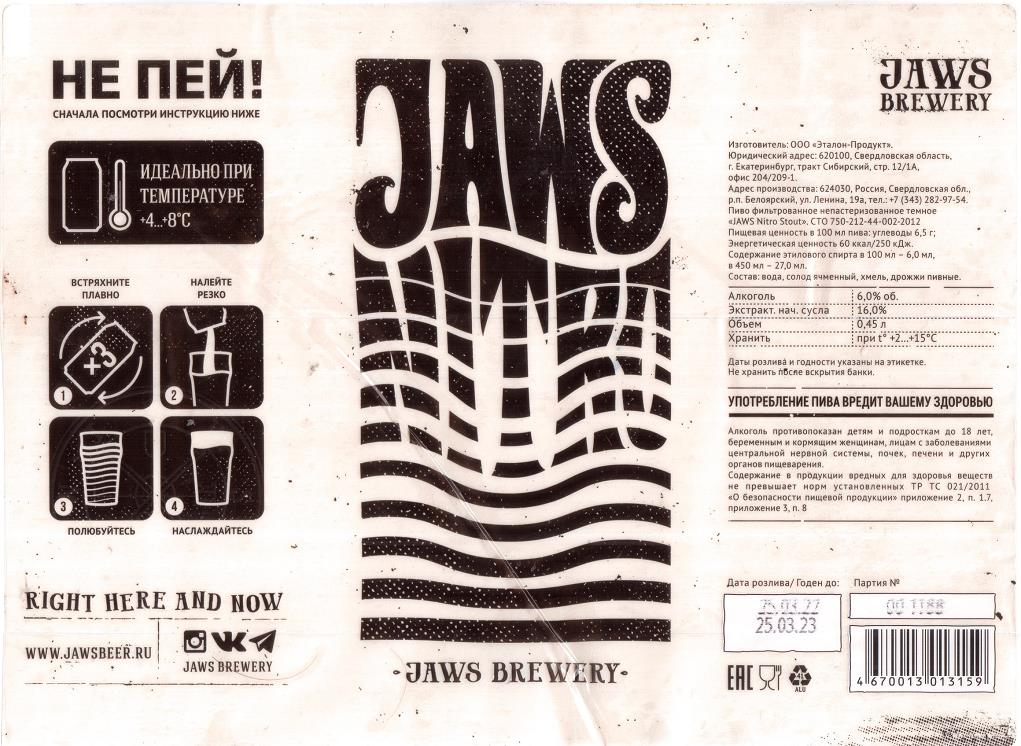 НЕ ПЕЙ!
СНАЧАЛА ПОСМОТРИ ИНСТРУКЦИЮ НИЖЕ
ИДЕАЛЬНО ПРИ
ТЕМПЕРАТУРЕ
+4...+8°C
ВСТРЯХНИТЕ
ПЛАВНО
НАЛЕЙТЕ
РЕЗКО
×3
1
2
3
4
ПОЛЮБУЙТЕСЬ
НАСЛАЖДАЙТЕСЬ
RIGHT HERE AND NOW
WWW.JAWSBEER.RU
JAWS BREWERY
JAWS
·JAWS BREWERY·
JAWS
BREWERY
Изготовитель: ООО «Эталон-Продукт».
Юридический адрес: 620100, Свердловская область,
г. Екатеринбург, тракт Сибирский, стр. 12/1А,
офис 204/209-1.
Адрес производства: 624030, Россия, Свердловская обл.,
р.п. Белоярский, ул. Ленина, 19а, тел.: +7 (343) 282-97-54.
Пиво фильтрованное непастеризованное темное
«JAWS Nitro Stout». СТО 750-212-44-002-2012
Пищевая ценность в 100 мл пива: углеводы 6,5 г;
Энергетическая ценность 60 ккал/250 кДж.
Содержание этилового спирта в 100 мл – 6,0 мл,
в 450 мл – 27,0 мл.
Состав: вода, солод ячменный, хмель, дрожжи пивные.
Алкоголь 6,0% об.
Экстракт. нач. сусла 16,0%
Объем 0,45 л
Хранить при t° +2...+15°C
Даты розлива и годности указаны на этикетке.
Не хранить после вскрытия банки.
УПОТРЕБЛЕНИЕ ПИВА ВРЕДИТ ВАШЕМУ ЗДОРОВЬЮ
Алкоголь противопоказан детям и подросткам до 18 лет,
беременным и кормящим женщинам, лицам с заболеваниями
центральной нервной системы, почек, печени и других
органов пищеварения.
Содержание в продукции вредных для здоровья веществ
не превышает норм установленных ТР ТС 021/2011
«О безопасности пищевой продукции» приложение 2, п. 1.7,
приложение 3, п. 8
Дата розлива/ Годен до: Партия №
25.03.22
25.03.23
00 1188
EAC
41
ALU
4 670013 013159